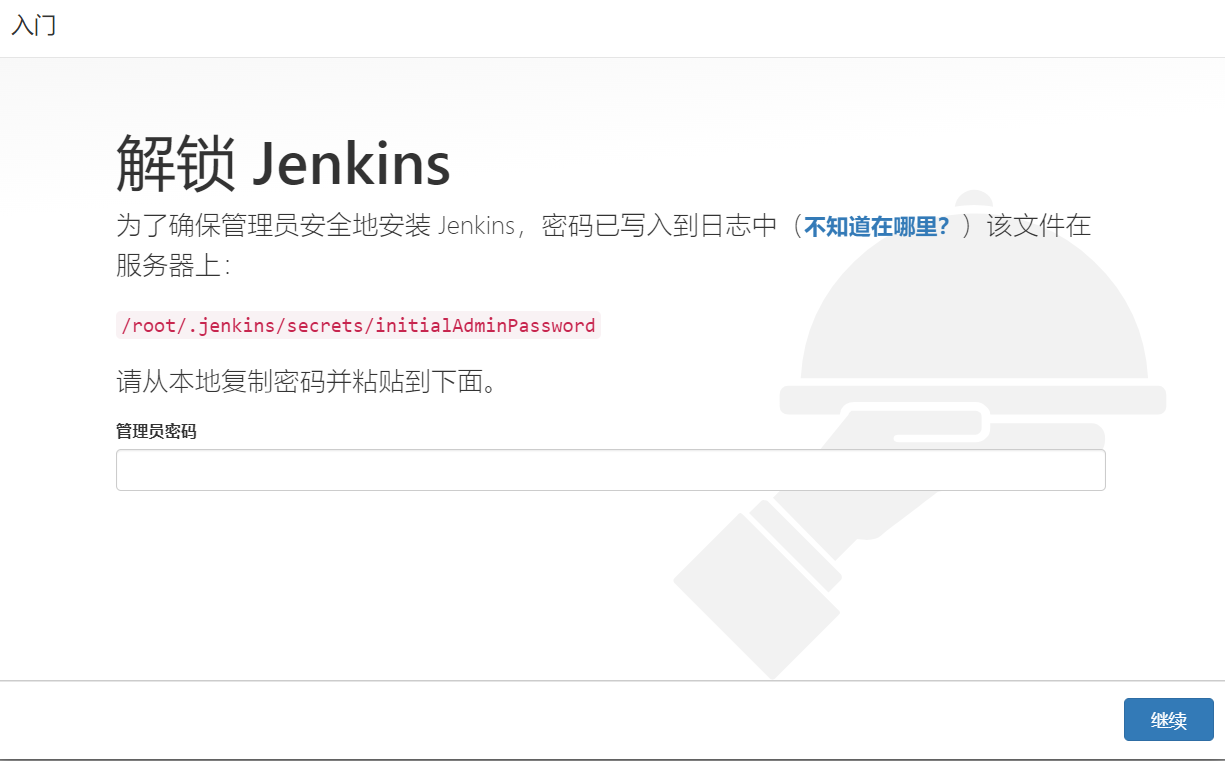 入门
解锁 Jenkins
为了确保管理员安全地安装 Jenkins，密码已写入到日志中（不知道在哪里？）该文件在
服务器上：
/root/.jenkins/secrets/initialAdminPassword
请从本地复制密码并粘贴到下面。
管理员密码
继续